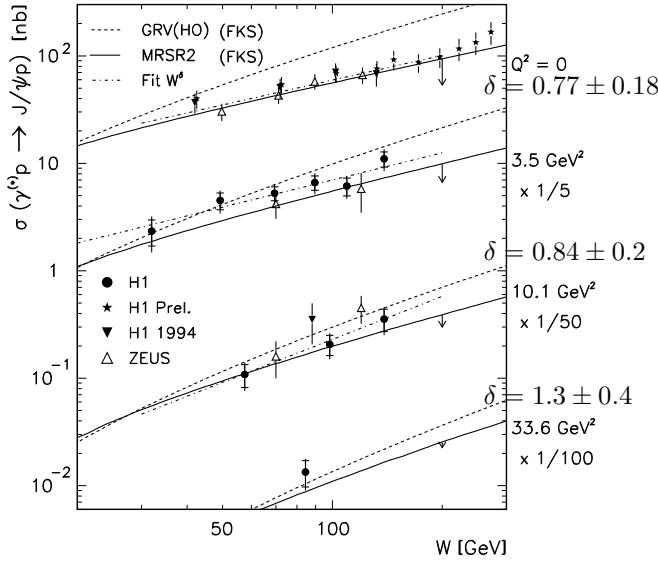 σ (γ^(*)p → J/ψp) [nb]
10²
10
1
10⁻¹
10⁻²
GRV(HO) (FKS)
MRSR2 (FKS)
Fit W^δ
Q² = 0
δ = 0.77 ± 0.18
3.5 GeV²
x 1/5
δ = 0.84 ± 0.2
H1
H1 Prel.
H1 1994
ZEUS
10.1 GeV²
x 1/50
δ = 1.3 ± 0.4
33.6 GeV²
x 1/100
50 100
W [GeV]